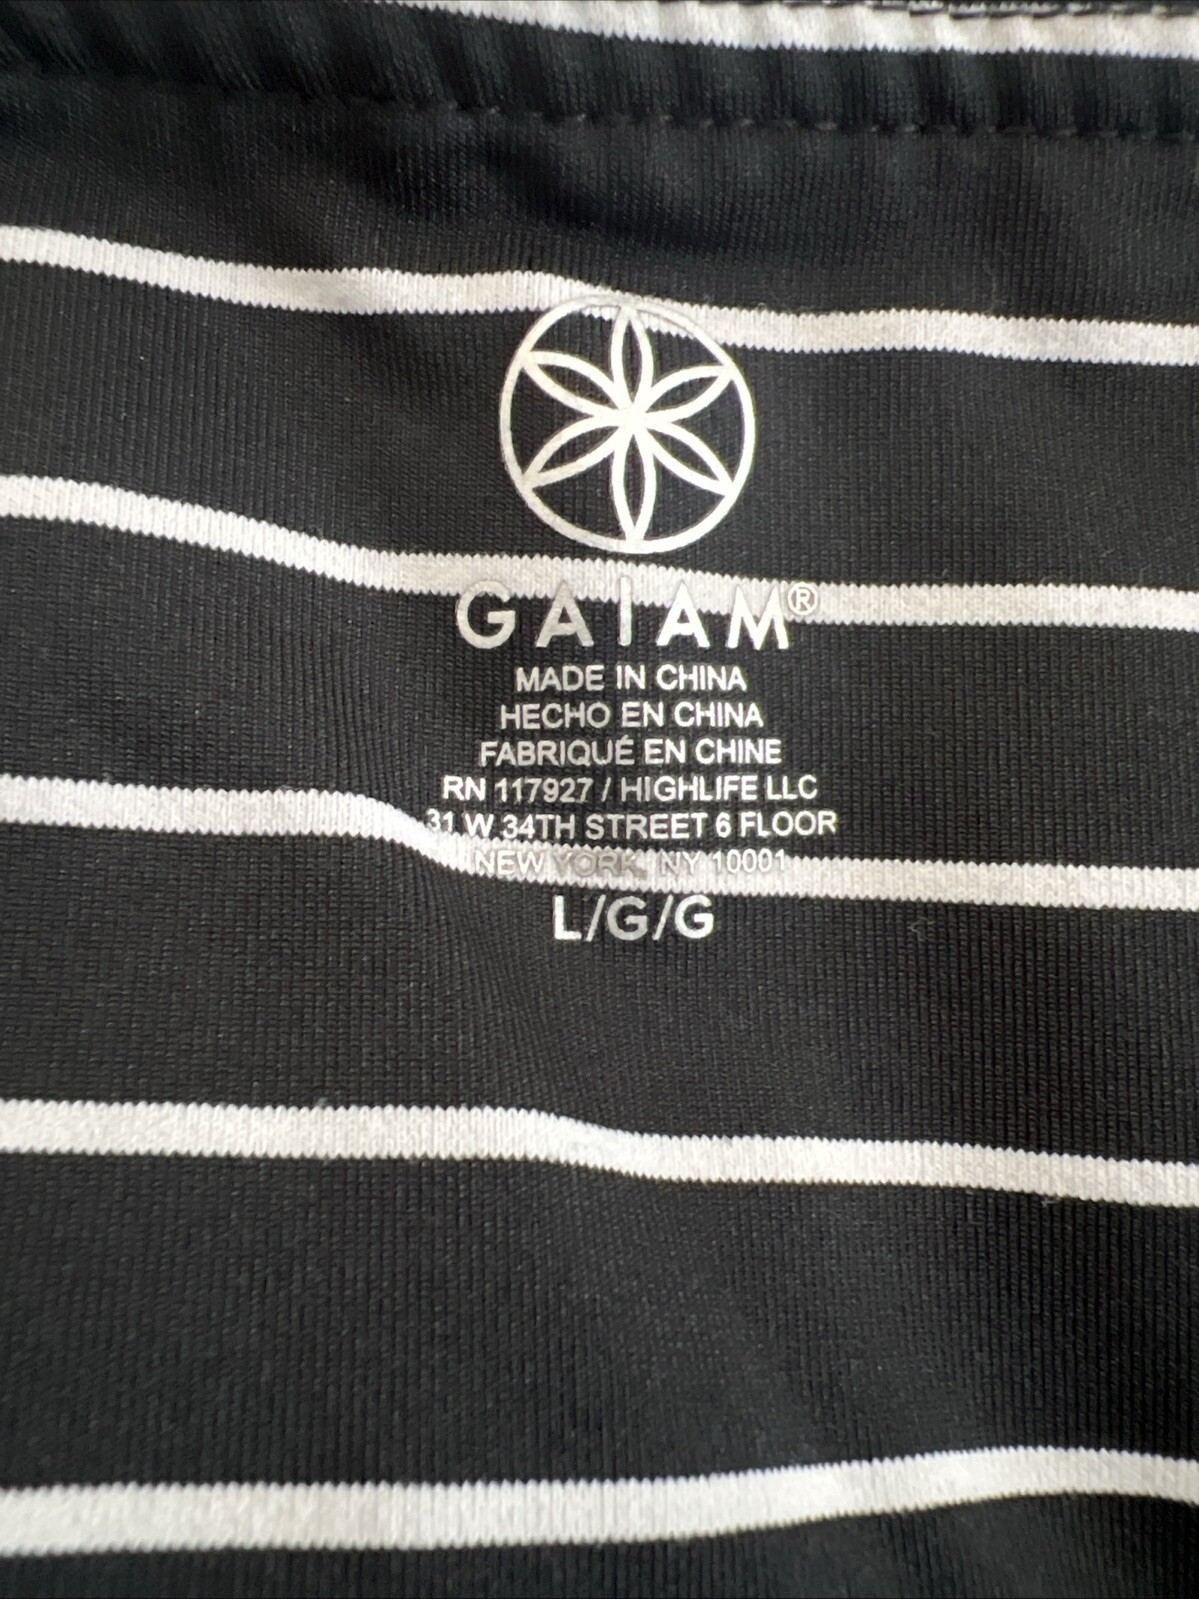 GAIAM®
MADE IN CHINA
HECHO EN CHINA
FABRIQUÉ EN CHINE
RN 117927 / HIGHLIFE LLC
31 W 34TH STREET 6 FLOOR
NEW YORK, NY 10001
L/G/G